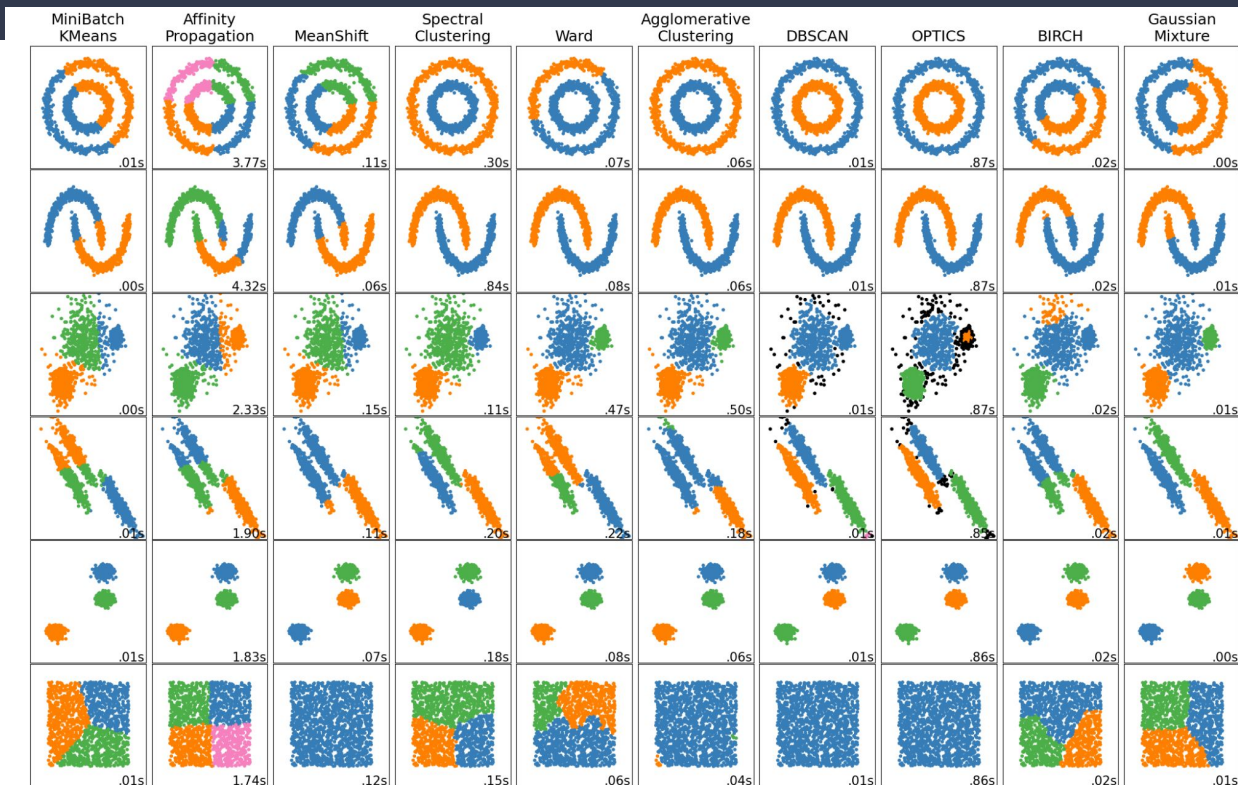 MiniBatch
KMeans
Affinity
Propagation
MeanShift
Spectral
Clustering
Ward
Agglomerative
Clustering
DBSCAN
OPTICS
BIRCH
Gaussian
Mixture
.01s 3.77s .11s .30s .07s .06s .01s .87s .02s .00s
.00s 4.32s .06s .84s .08s .06s .01s .87s .02s .01s
.00s 2.33s .15s .11s .47s .50s .01s .87s .02s .01s
.01s 1.90s .11s .20s .22s .18s .01s .02s .01s
.01s 1.83s .07s .18s .08s .06s .01s .86s .02s .00s
.01s 1.74s .12s .15s .06s .04s .01s .86s .02s .01s